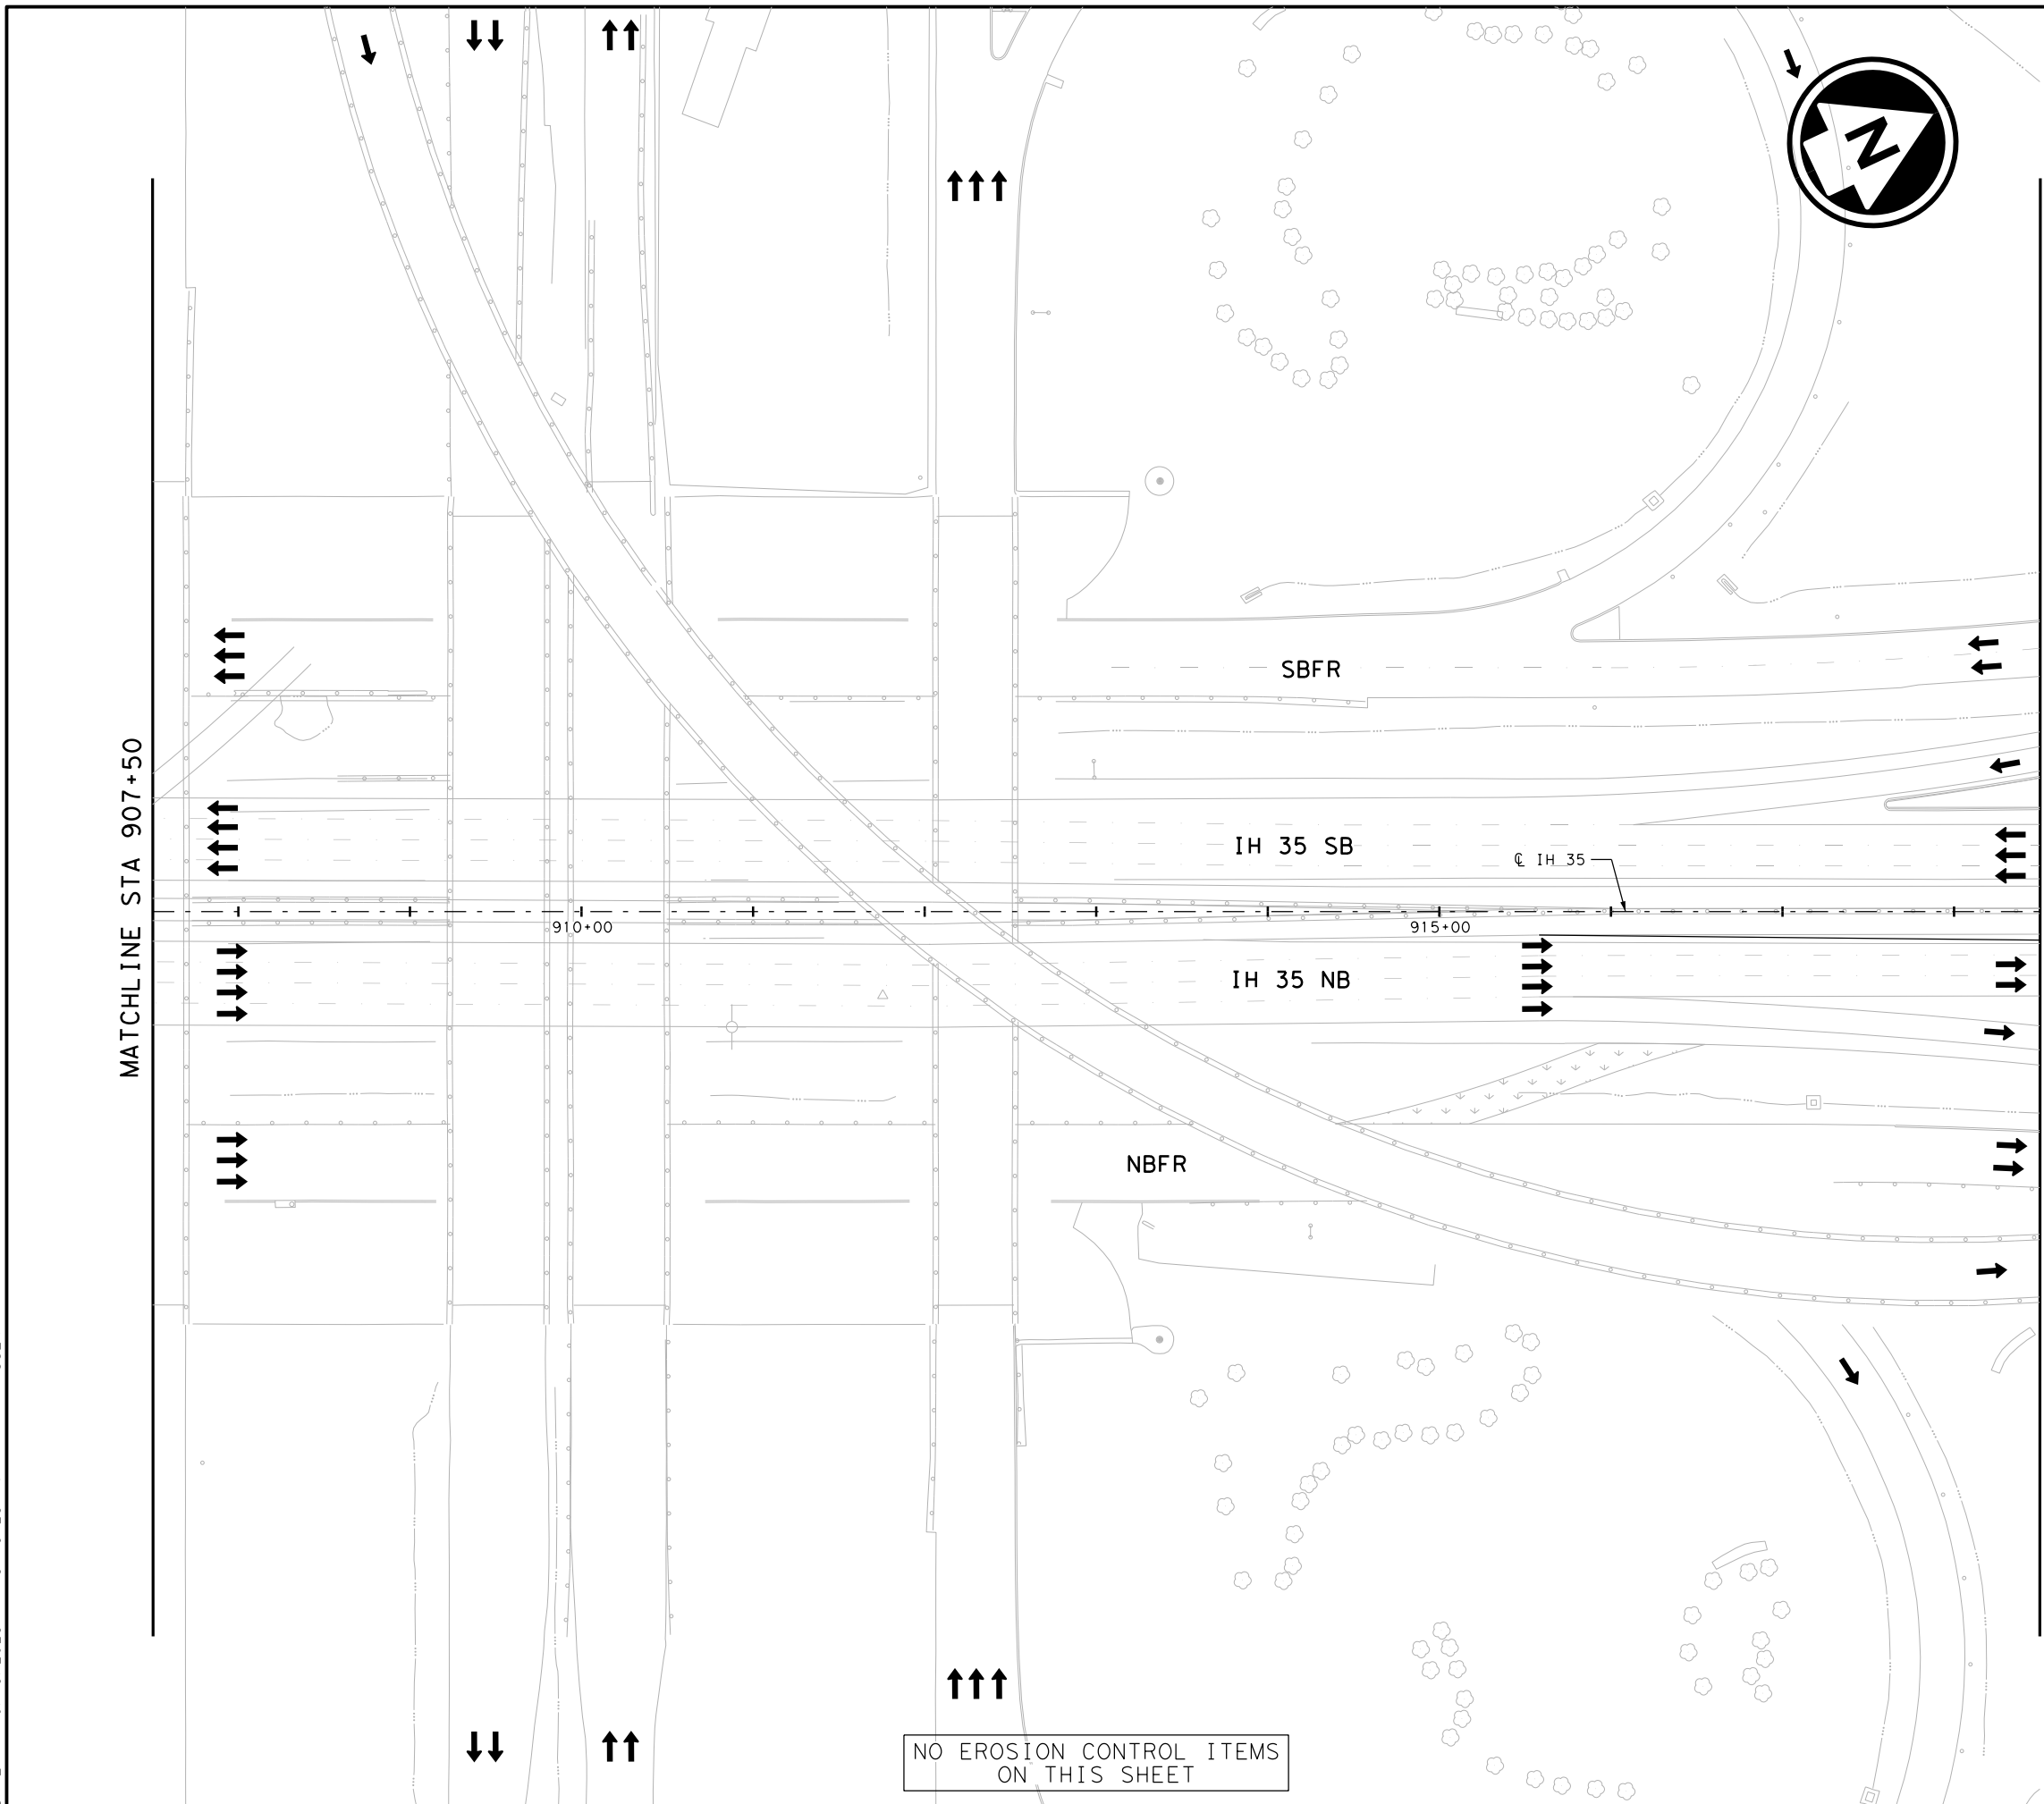 N
SBFR
MATCHLINE STA 907+50
IH 35 SB
℄ IH 35
910+00
915+00
IH 35 NB
NBFR
NO EROSION CONTROL ITEMS
ON THIS SHEET